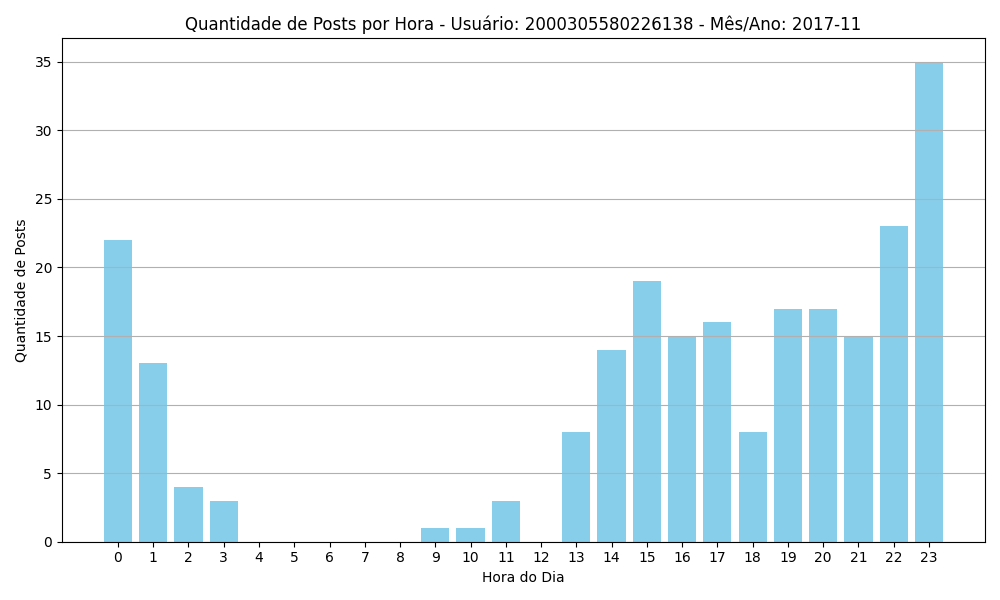 Quantidade de Posts por Hora - Usuário: 2000305580226138 - Mês/Ano: 2017-11
Quantidade de Posts
35
30
25
20
15
10
5
0
0 1 2 3 4 5 6 7 8 9 10 11 12 13 14 15 16 17 18 19 20 21 22 23
Hora do Dia